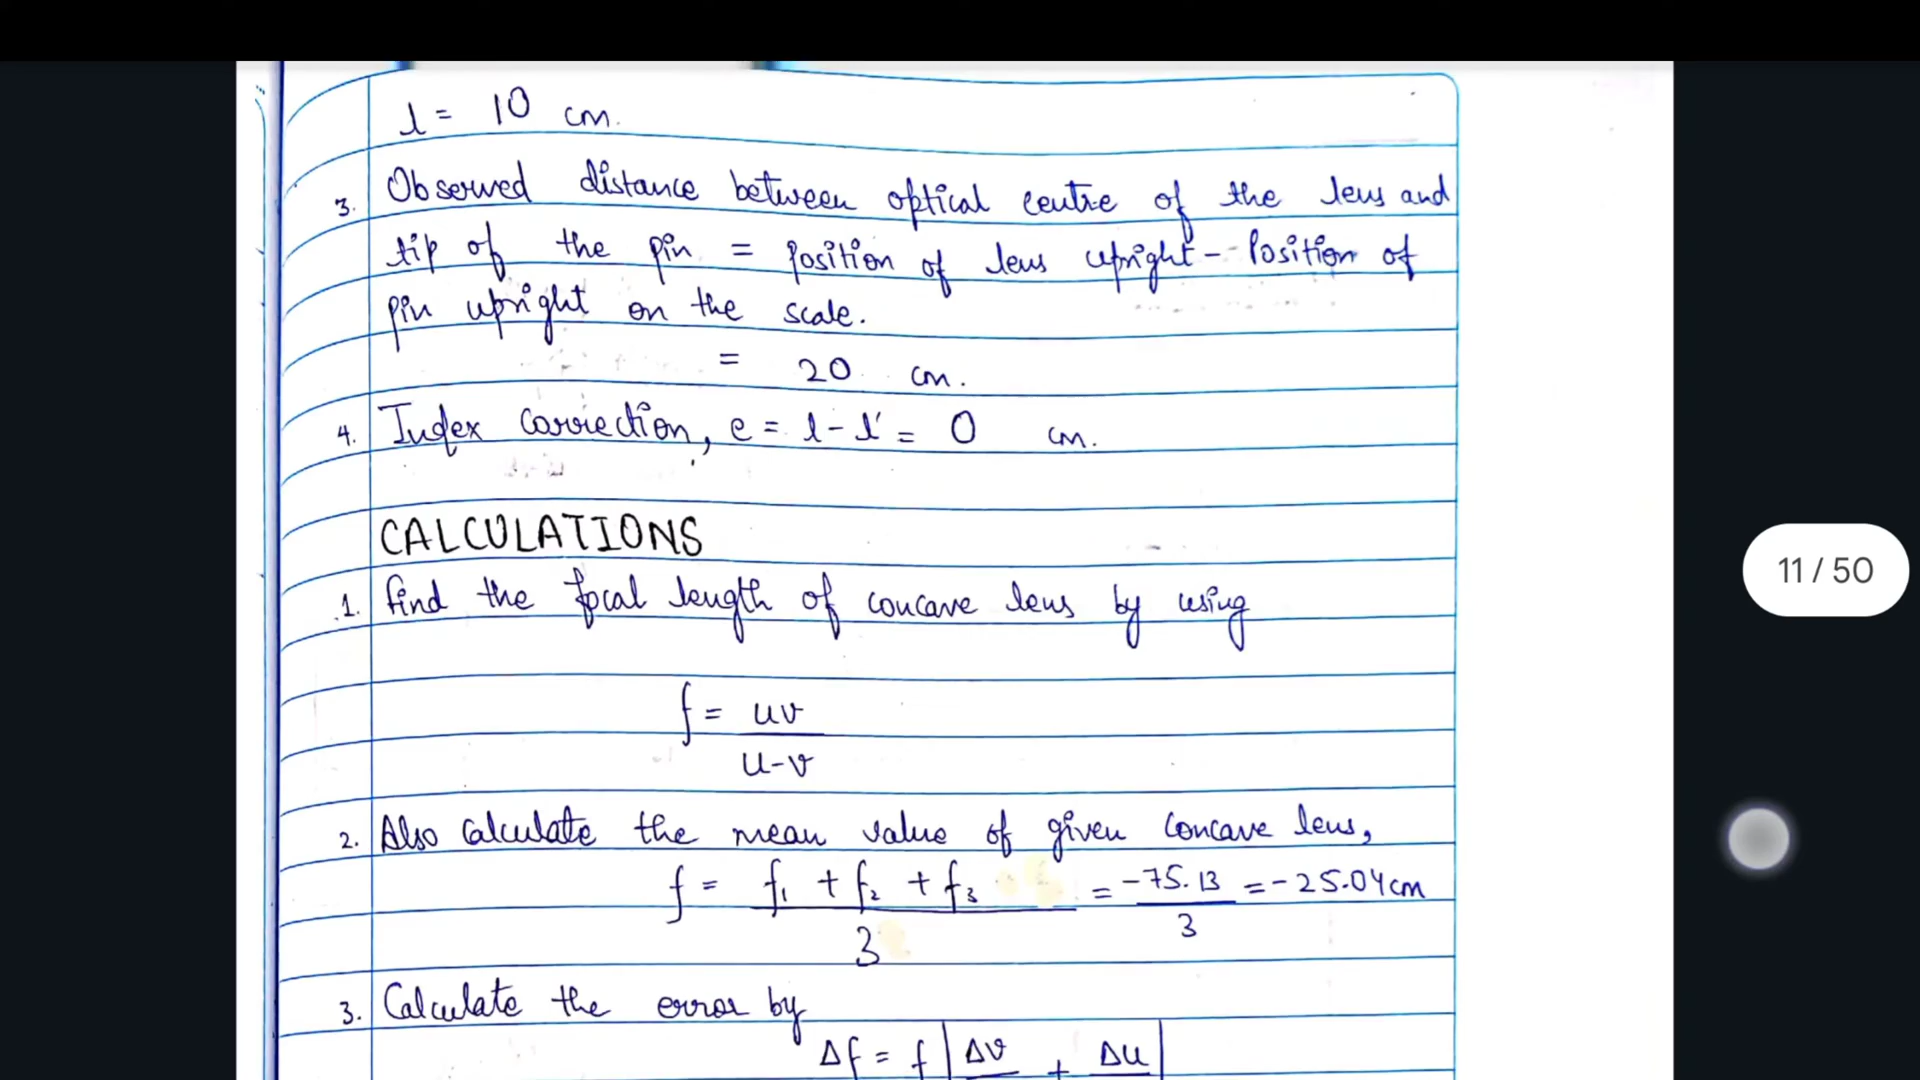 l = 10 cm.
3. Observed distance between optical centre of the lens and
tip of the pin = position of lens upright - Position of
pin upright on the scale.
= 20 cm.
4. Index correction, e = l - l' = 0 cm.
CALCULATIONS
1. find the focal length of concave lens by using
f = uv
u-v
2. Also calculate the mean value of given concave lens,
f = f₁ + f₂ + f₃ = -75.13 = -25.04cm
3 3
3. Calculate the error by
Δf = f | Δv + Δu |
11 / 50